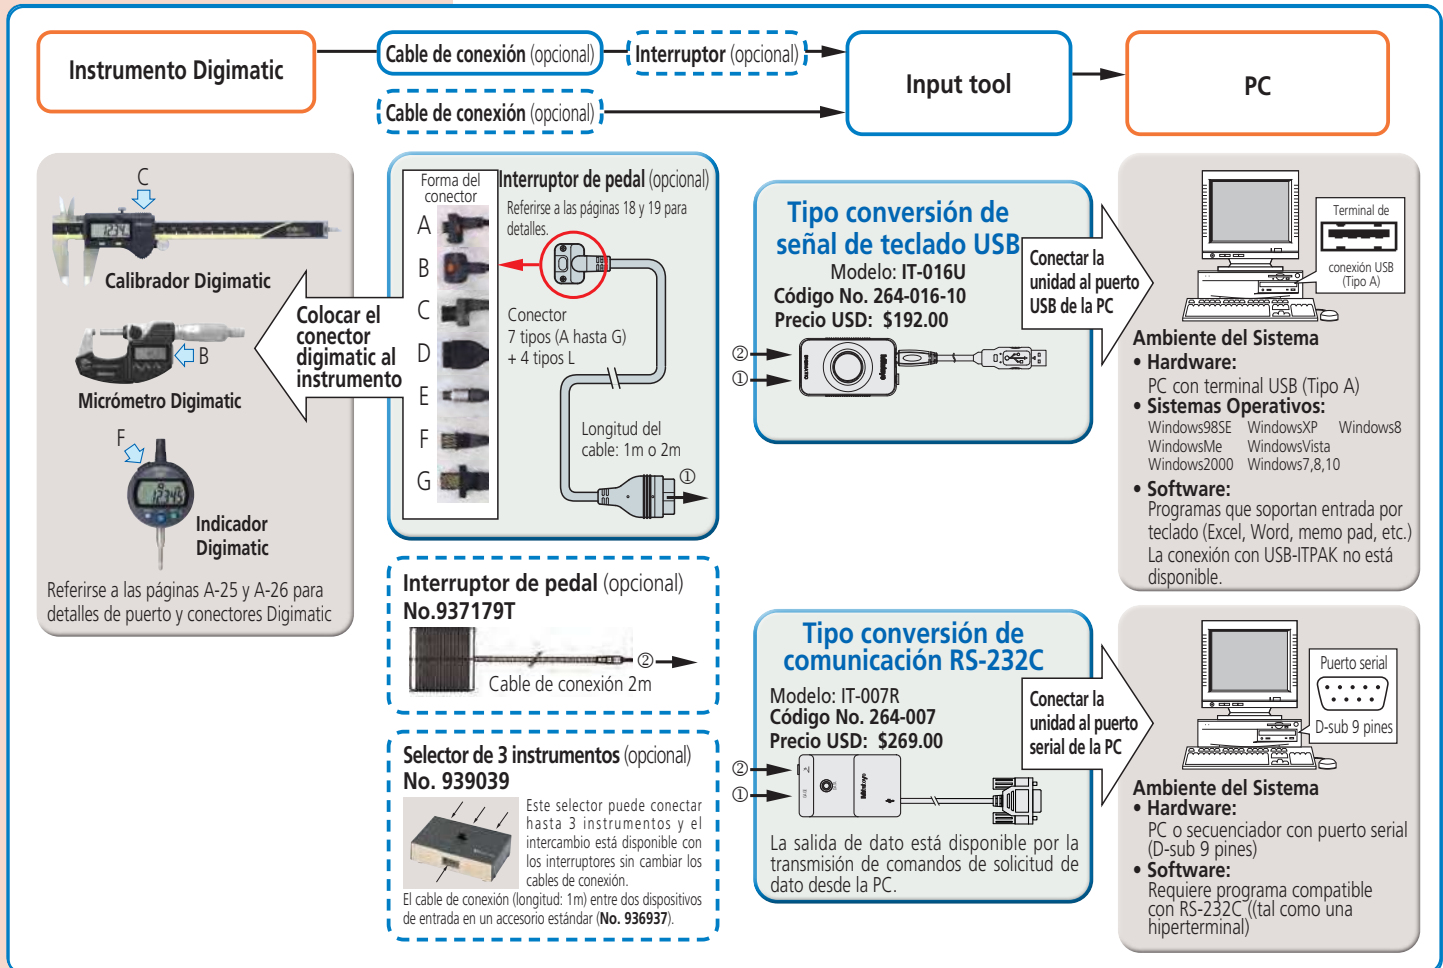 Instrumento Digimatic
Cable de conexión (opcional)
Interruptor (opcional)
Cable de conexión (opcional)
Input tool
PC
C
Calibrador Digimatic
B
Micrómetro Digimatic
F
Indicador
Digimatic
Referirse a las páginas A-25 y A-26 para
detalles de puerto y conectores Digimatic
Colocar el
conector
digimatic al
instrumento
Forma del
conector
A
B
C
D
E
F
G
Interruptor de pedal (opcional)
Referirse a las páginas 18 y 19 para
detalles.
Conector
7 tipos (A hasta G)
+ 4 tipos L
Longitud del
cable: 1m o 2m
①
Interruptor de pedal (opcional)
No.937179T
②
Cable de conexión 2m
Selector de 3 instrumentos (opcional)
No. 939039
Este selector puede conectar
hasta 3 instrumentos y el
intercambio está disponible con
los interruptores sin cambiar los
cables de conexión.
El cable de conexión (longitud: 1m) entre dos dispositivos
de entrada en un accesorio estándar (No. 936937).
Tipo conversión de
señal de teclado USB
Modelo: IT-016U
Código No. 264-016-10
Precio USD: $192.00
②
①
Mitutoyo
Conectar la
unidad al puerto
USB de la PC
Terminal de
conexión USB
(Tipo A)
Ambiente del Sistema
• Hardware:
PC con terminal USB (Tipo A)
• Sistemas Operativos:
Windows98SE WindowsXP Windows8
WindowsMe WindowsVista
Windows2000 Windows7,8,10
• Software:
Programas que soportan entrada por
teclado (Excel, Word, memo pad, etc.)
La conexión con USB-ITPAK no está
disponible.
Tipo conversión de
comunicación RS-232C
Modelo: IT-007R
Código No. 264-007
Precio USD: $269.00
②
①
Mitutoyo
La salida de dato está disponible por la
transmisión de comandos de solicitud de
dato desde la PC.
Conectar la
unidad al puerto
serial de la PC
Puerto serial
D-sub 9 pines
Ambiente del Sistema
• Hardware:
PC o secuenciador con puerto serial
(D-sub 9 pines)
• Software:
Requiere programa compatible
con RS-232C ((tal como una
hiperterminal)